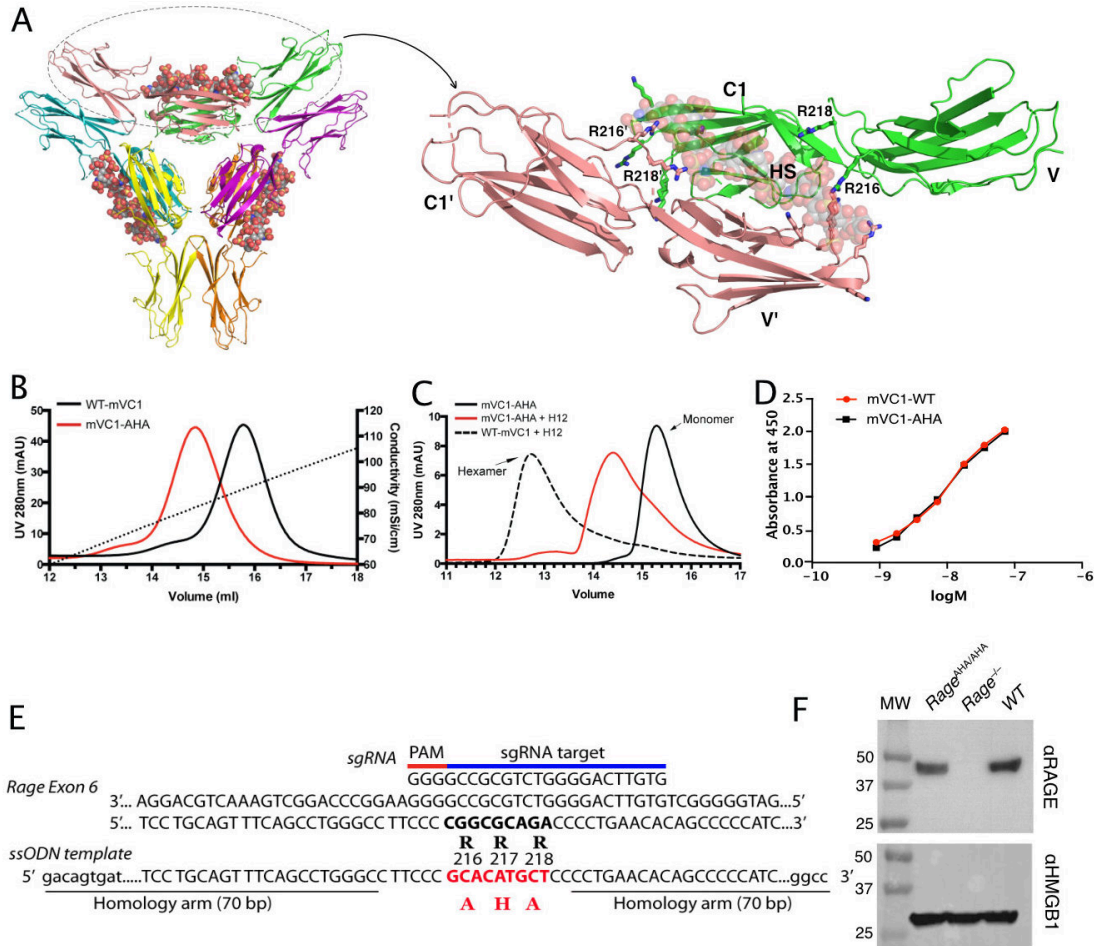 A
C1
R216'
R218
R218'
HS
R216
C1'
V
V'
B
WT-mVC1
mVC1-AHA
UV 280nm (mAU)
50
40
30
20
10
0
120
110
100
90
80
70
60
Conductivity (mSi/cm)
12 13 14 15 16 17 18
Volume (ml)
C
mVC1-AHA
mVC1-AHA + H12
WT-mVC1 + H12
Monomer
Hexamer
UV 280nm (mAU)
10
8
6
4
2
0
11 12 13 14 15 16 17
Volume
D
mVC1-WT
mVC1-AHA
Absorbance at 450
2.5
2.0
1.5
1.0
0.5
0.0
−10 −9 −8 −7 −6
logM
E
PAM sgRNA target
sgRNA
GGGGCCGCGTCTGGGGACTTGTG
Rage Exon 6
3'... AGGACGTCAAAGTCGGACCCGGAAGGGGCCGCGTCTGGGGACTTGTGTCGGGGGTAG...5'
5'... TCC TGCAGT TTCAGCCTGGGCC TTCCC CGGCGCAGA CCCCTGAACACAGCCCCCATC...3'
R R R
216 217 218
ssODN template
5' gacagtgat.....TCC TGCAGTT TCAGCCTGGGCC TTCCC GCACATGCT CCCCTGAACACAGCCCCCATC...ggcc 3'
Homology arm (70 bp) A H A Homology arm (70 bp)
F
MW Rage AHA/AHA Rage −/− WT
50
37
25
αRAGE
50
37
25
αHMGB1